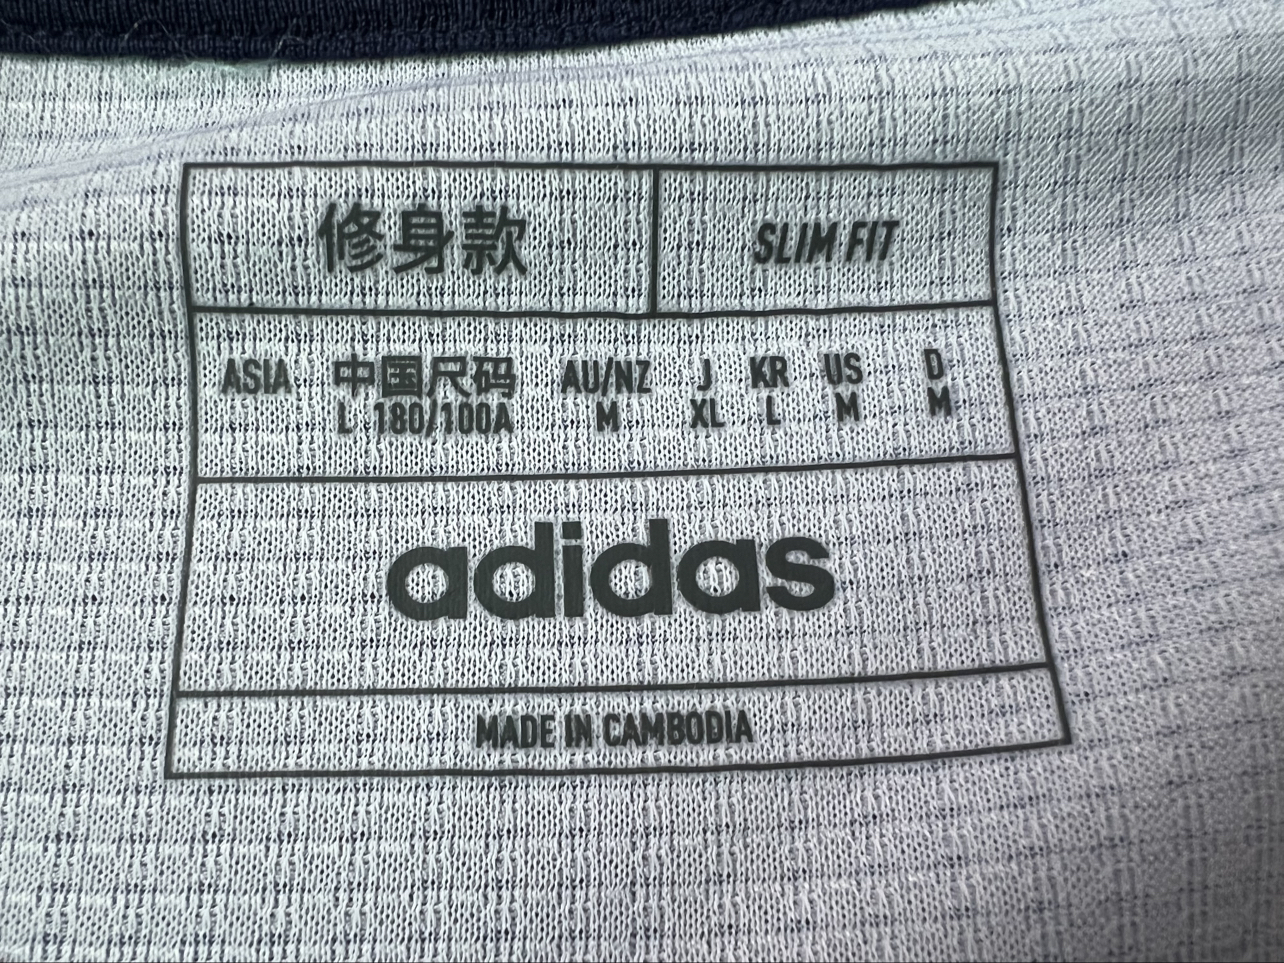 修身款 SLIM FIT
ASIA 中国尺码 AU/NZ J KR US D
L 180/100A M XL L M M
adidas
MADE IN CAMBODIA